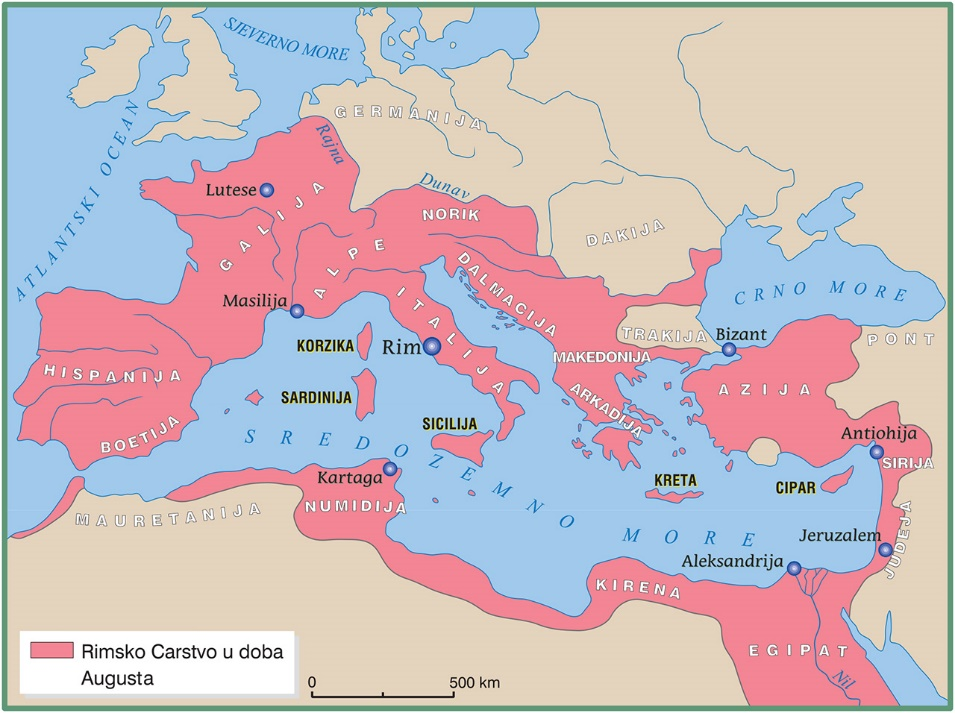 SJEVERNO MORE
ATLANTSKI OCEAN
GERMANIJA
Rajna
Lutese
Dunav
GALIJA
NORIK
DAKIJA
ALPE
DALMACIJA
CRNO MORE
Masilija
ITALIJA
TRAKIJA
Bizant
PONT
KORZIKA
Rim
MAKEDONIJA
HISPANIJA
AZIJA
SARDINIJA
ARKADIJA
BOETIJA
SICILIJA
SREDOZEMNO MORE
Antiohija
SIRIJA
Kartaga
KRETA
CIPAR
MAURETANIJA
NUMIDIJA
JUDEJA
Jeruzalem
Aleksandrija
KIRENA
EGIPAT
Nil
Rimsko Carstvo u doba
Augusta
0
500 km